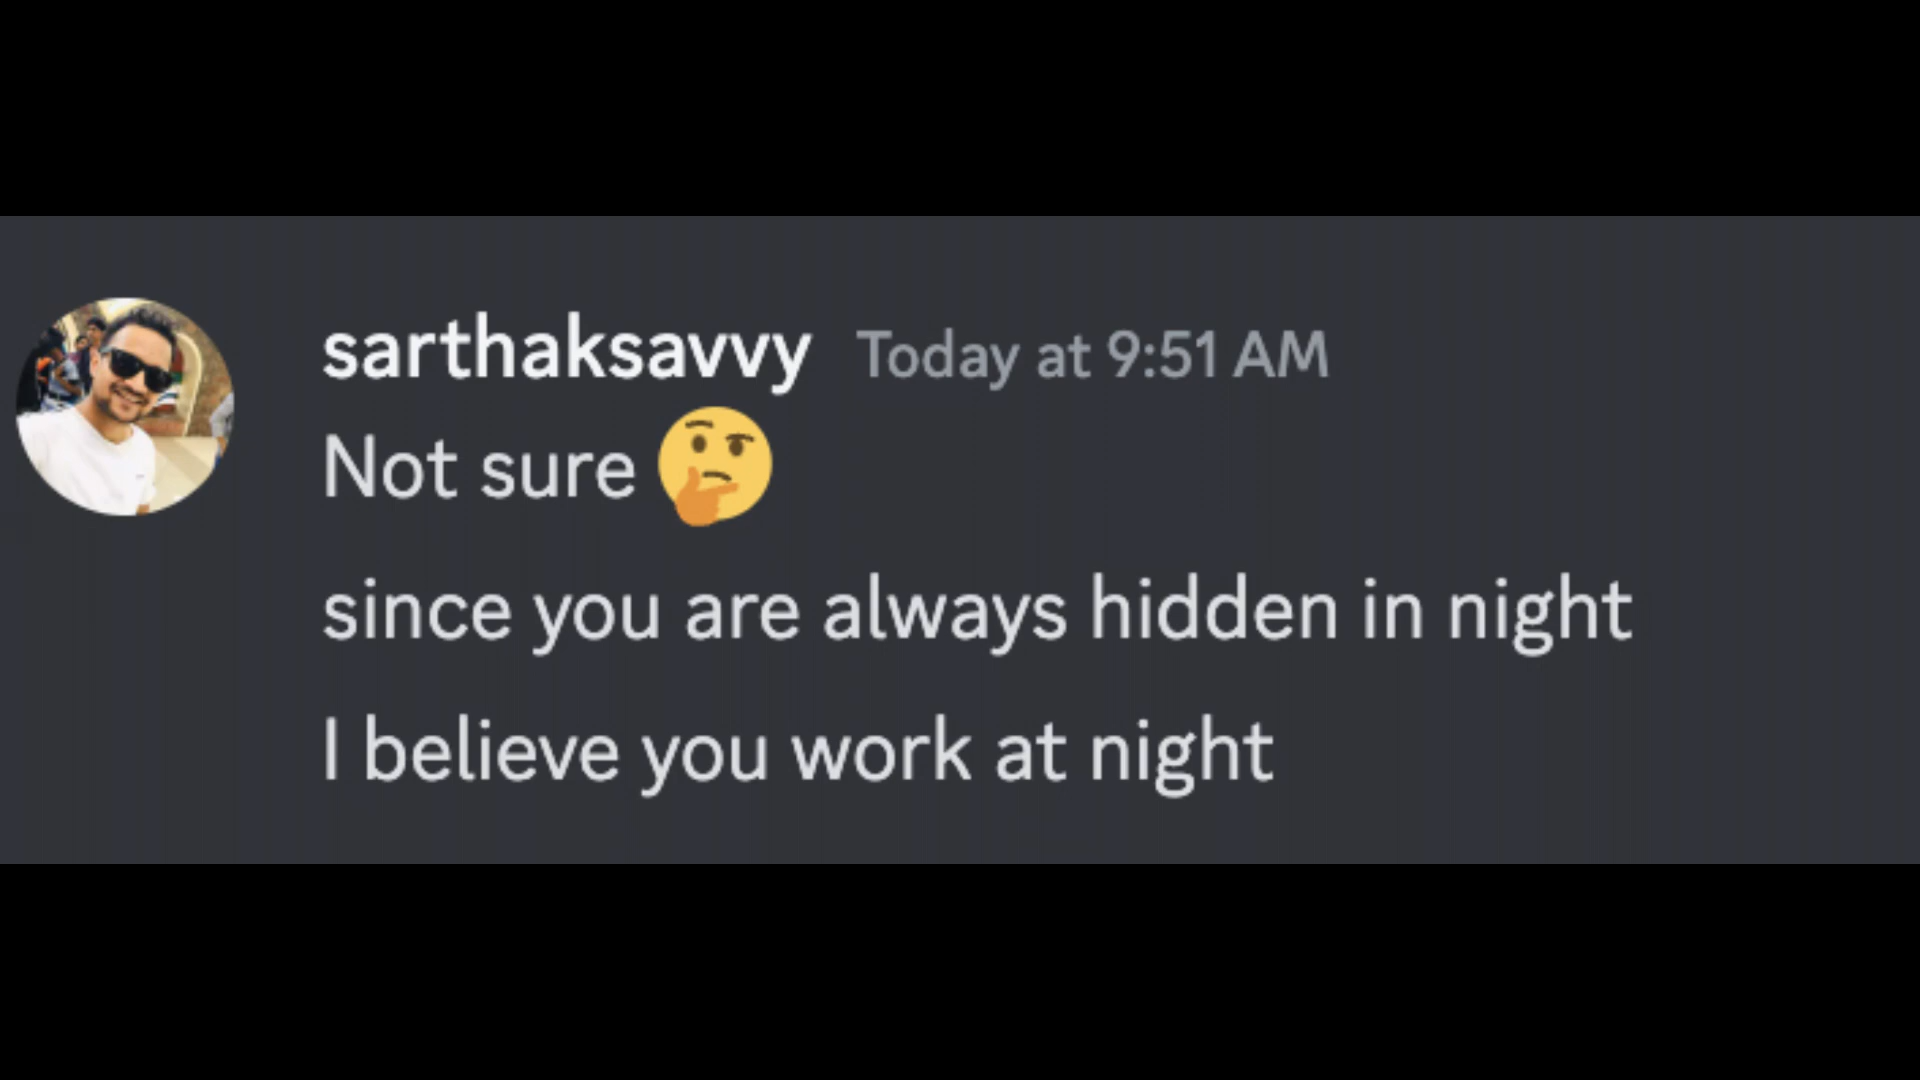 sarthaksavvy Today at 9:51 AM
Not sure 🤔
since you are always hidden in night
I believe you work at night